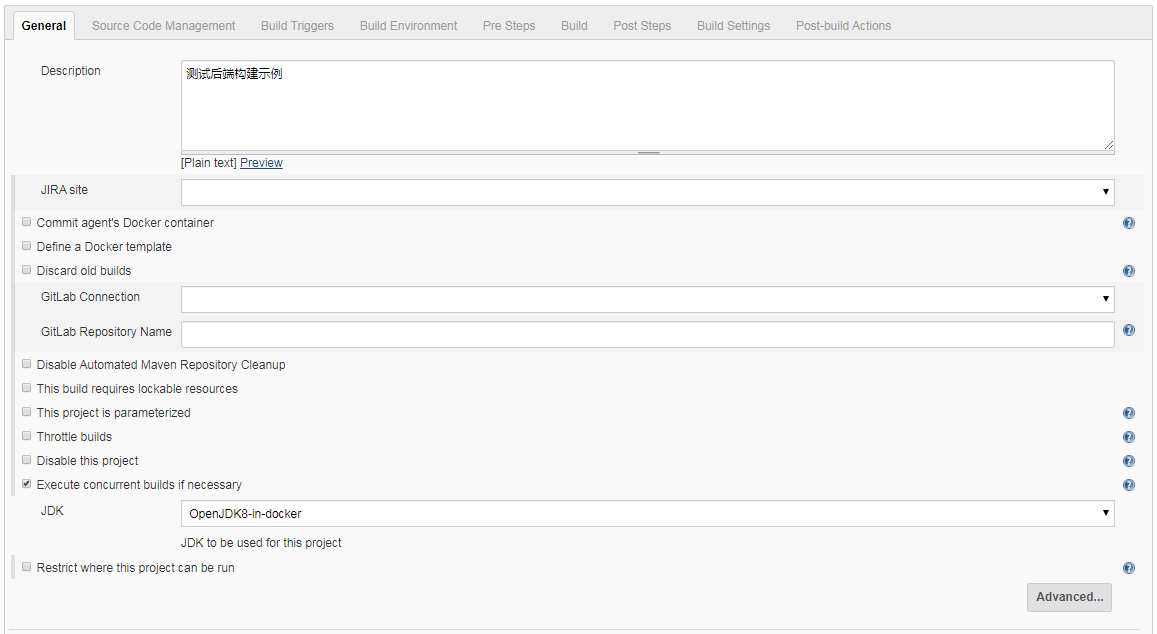 General Source Code Management Build Triggers Build Environment Pre Steps Build Post Steps Build Settings Post-build Actions
Description
测试后端构建示例
[Plain text] Preview
JIRA site
Commit agent's Docker container
Define a Docker template
Discard old builds
GitLab Connection
GitLab Repository Name
Disable Automated Maven Repository Cleanup
This build requires lockable resources
This project is parameterized
Throttle builds
Disable this project
Execute concurrent builds if necessary
JDK
OpenJDK8-in-docker
JDK to be used for this project
Restrict where this project can be run
Advanced...